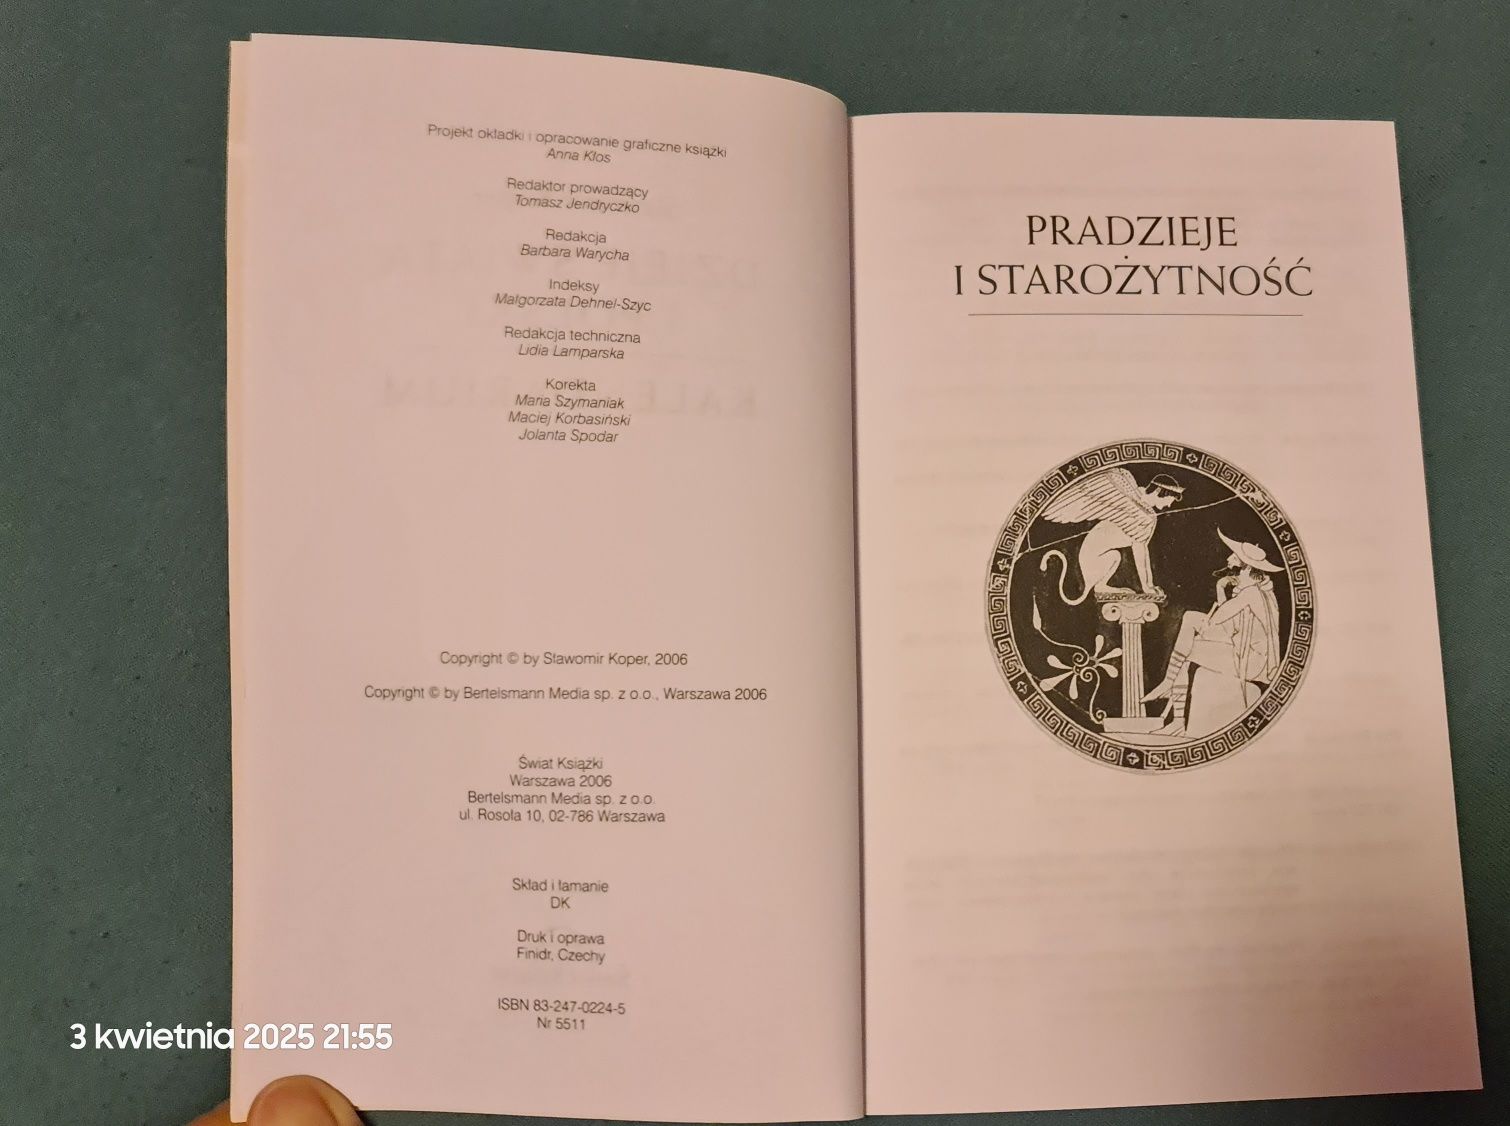 Projekt okładki i opracowanie graficzne książki
Anna Kłos
Redaktor prowadzący
Tomasz Jendryczko
Redakcja
Barbara Warycha
Indeksy
Małgorzata Dehnel-Szyc
Redakcja techniczna
Lidia Lamparska
Korekta
Maria Szymaniak
Maciej Korbasiński
Jolanta Spodar
Copyright © by Sławomir Koper, 2006
Copyright © by Bertelsmann Media sp. z o.o., Warszawa 2006
Świat Książki
Warszawa 2006
Bertelsmann Media sp. z o.o.
ul. Rosoła 10, 02-786 Warszawa
Skład i łamanie
DK
Druk i oprawa
Finidr, Czechy
ISBN 83-247-0224-5
Nr 5511
PRADZIEJE
I STAROŻYTNOŚĆ
3 kwietnia 2025 21:55